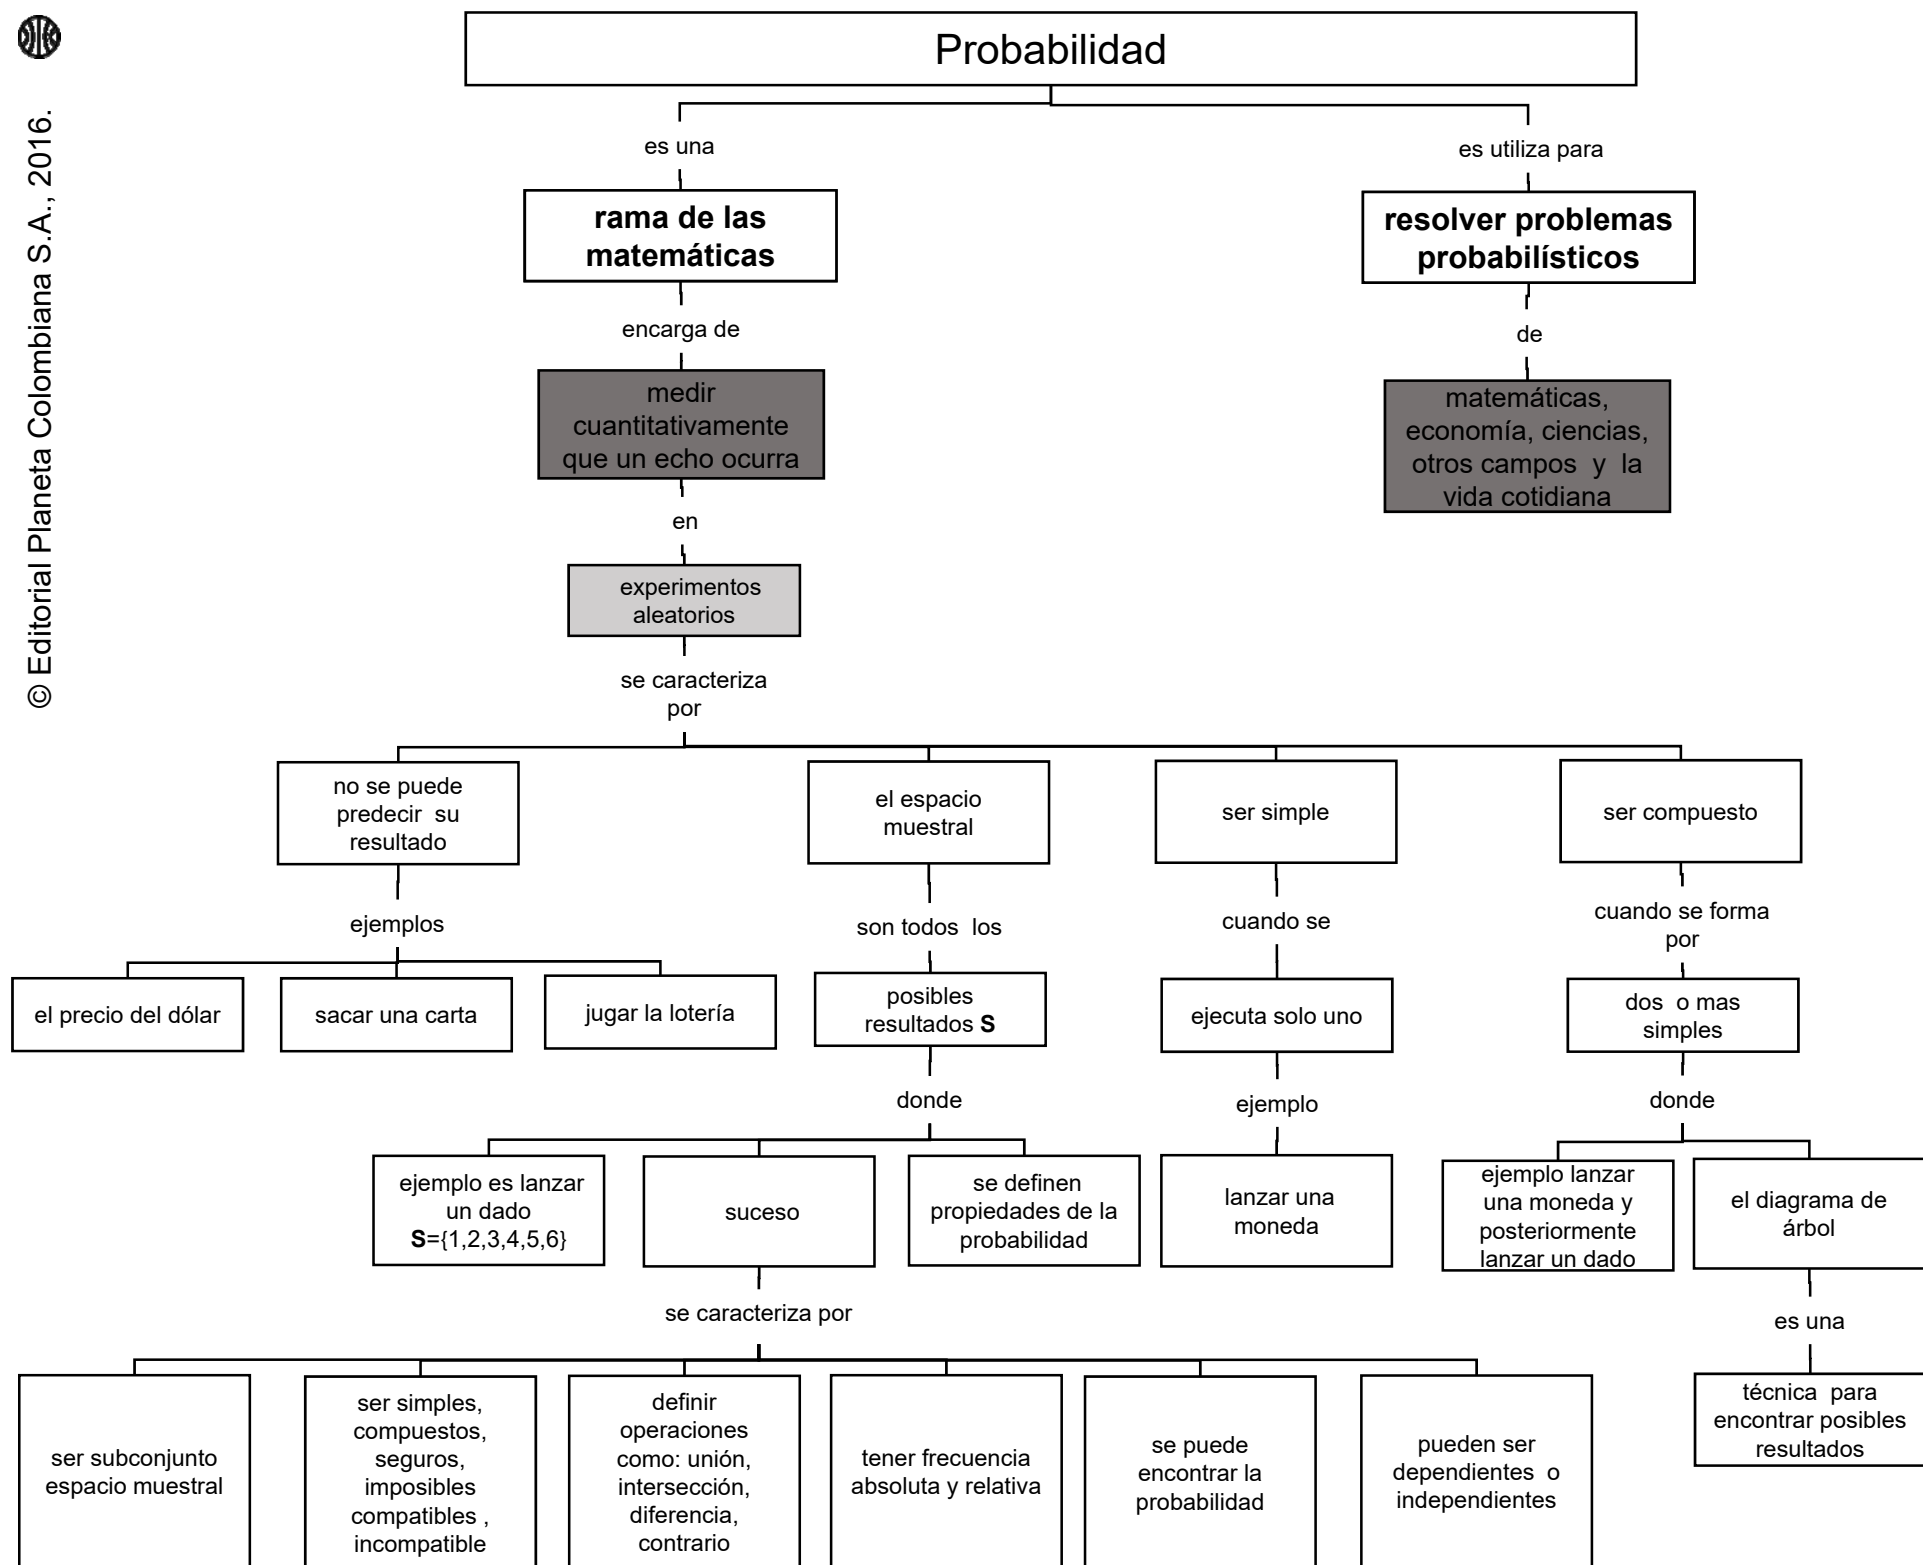 © Editorial Planeta Colombiana S.A., 2016.
Probabilidad
es una
es utiliza para
rama de las
matemáticas
resolver problemas
probabilísticos
encarga de
de
medir
cuantitativamente
que un echo ocurra
matemáticas,
economía, ciencias,
otros campos y la
vida cotidiana
en
experimentos
aleatorios
se caracteriza
por
no se puede
predecir su
resultado
el espacio
muestral
ser simple
ser compuesto
ejemplos
son todos los
cuando se
cuando se forma
por
el precio del dólar
sacar una carta
jugar la lotería
posibles
resultados S
ejecuta solo uno
dos o mas
simples
donde
ejemplo
donde
ejemplo es lanzar
un dado
S={1,2,3,4,5,6}
suceso
se definen
propiedades de la
probabilidad
lanzar una
moneda
ejemplo lanzar
una moneda y
posteriormente
lanzar un dado
el diagrama de
árbol
se caracteriza por
es una
ser subconjunto
espacio muestral
ser simples,
compuestos,
seguros,
imposibles
compatibles ,
incompatible
definir
operaciones
como: unión,
intersección,
diferencia,
contrario
tener frecuencia
absoluta y relativa
se puede
encontrar la
probabilidad
pueden ser
dependientes o
independientes
técnica para
encontrar posibles
resultados